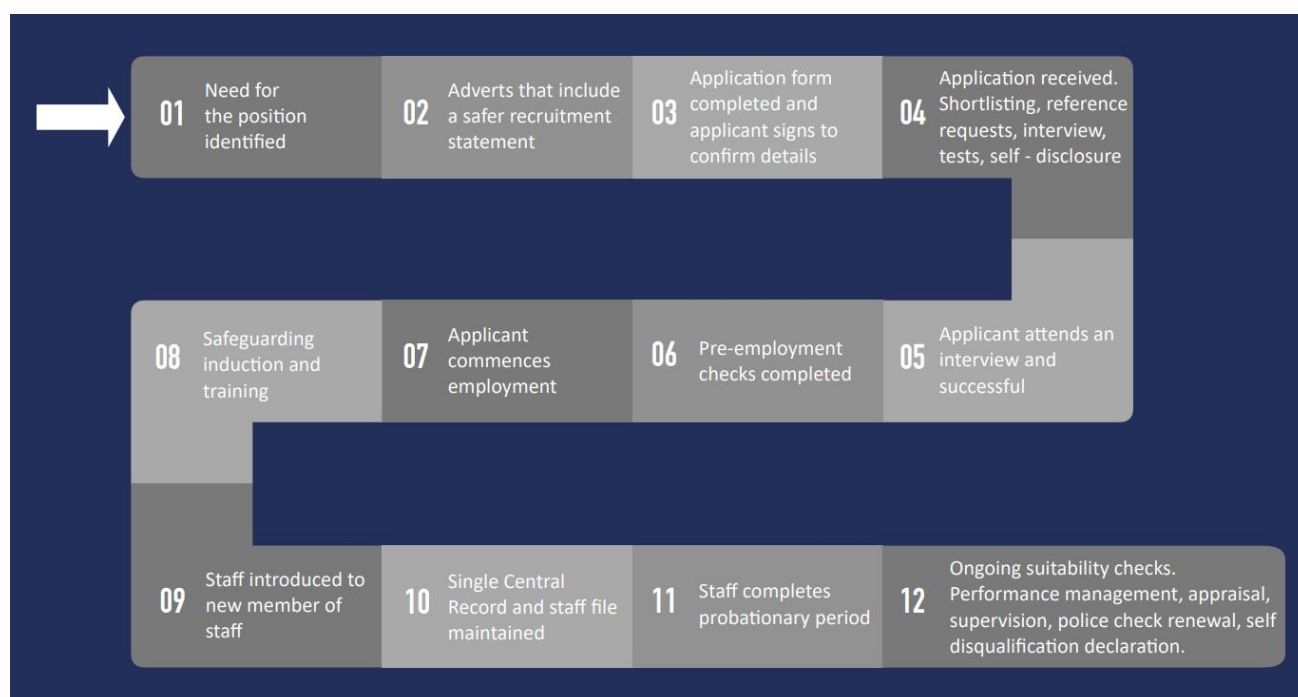 01
Need for
the position
identified
02
Adverts that include
a safer recruitment
statement
03
Application form
completed and
applicant signs to
confirm details
04
Application received.
Shortlisting, reference
requests, interview,
tests, self - disclosure
05
Applicant attends an
interview and
successful
06
Pre-employment
checks completed
07
Applicant
commences
employment
08
Safeguarding
induction and
training
09
Staff introduced to
new member of
staff
10
Single Central
Record and staff file
maintained
11
Staff completes
probationary period
12
Ongoing suitability checks.
Performance management, appraisal,
supervision, police check renewal, self
disqualification declaration.